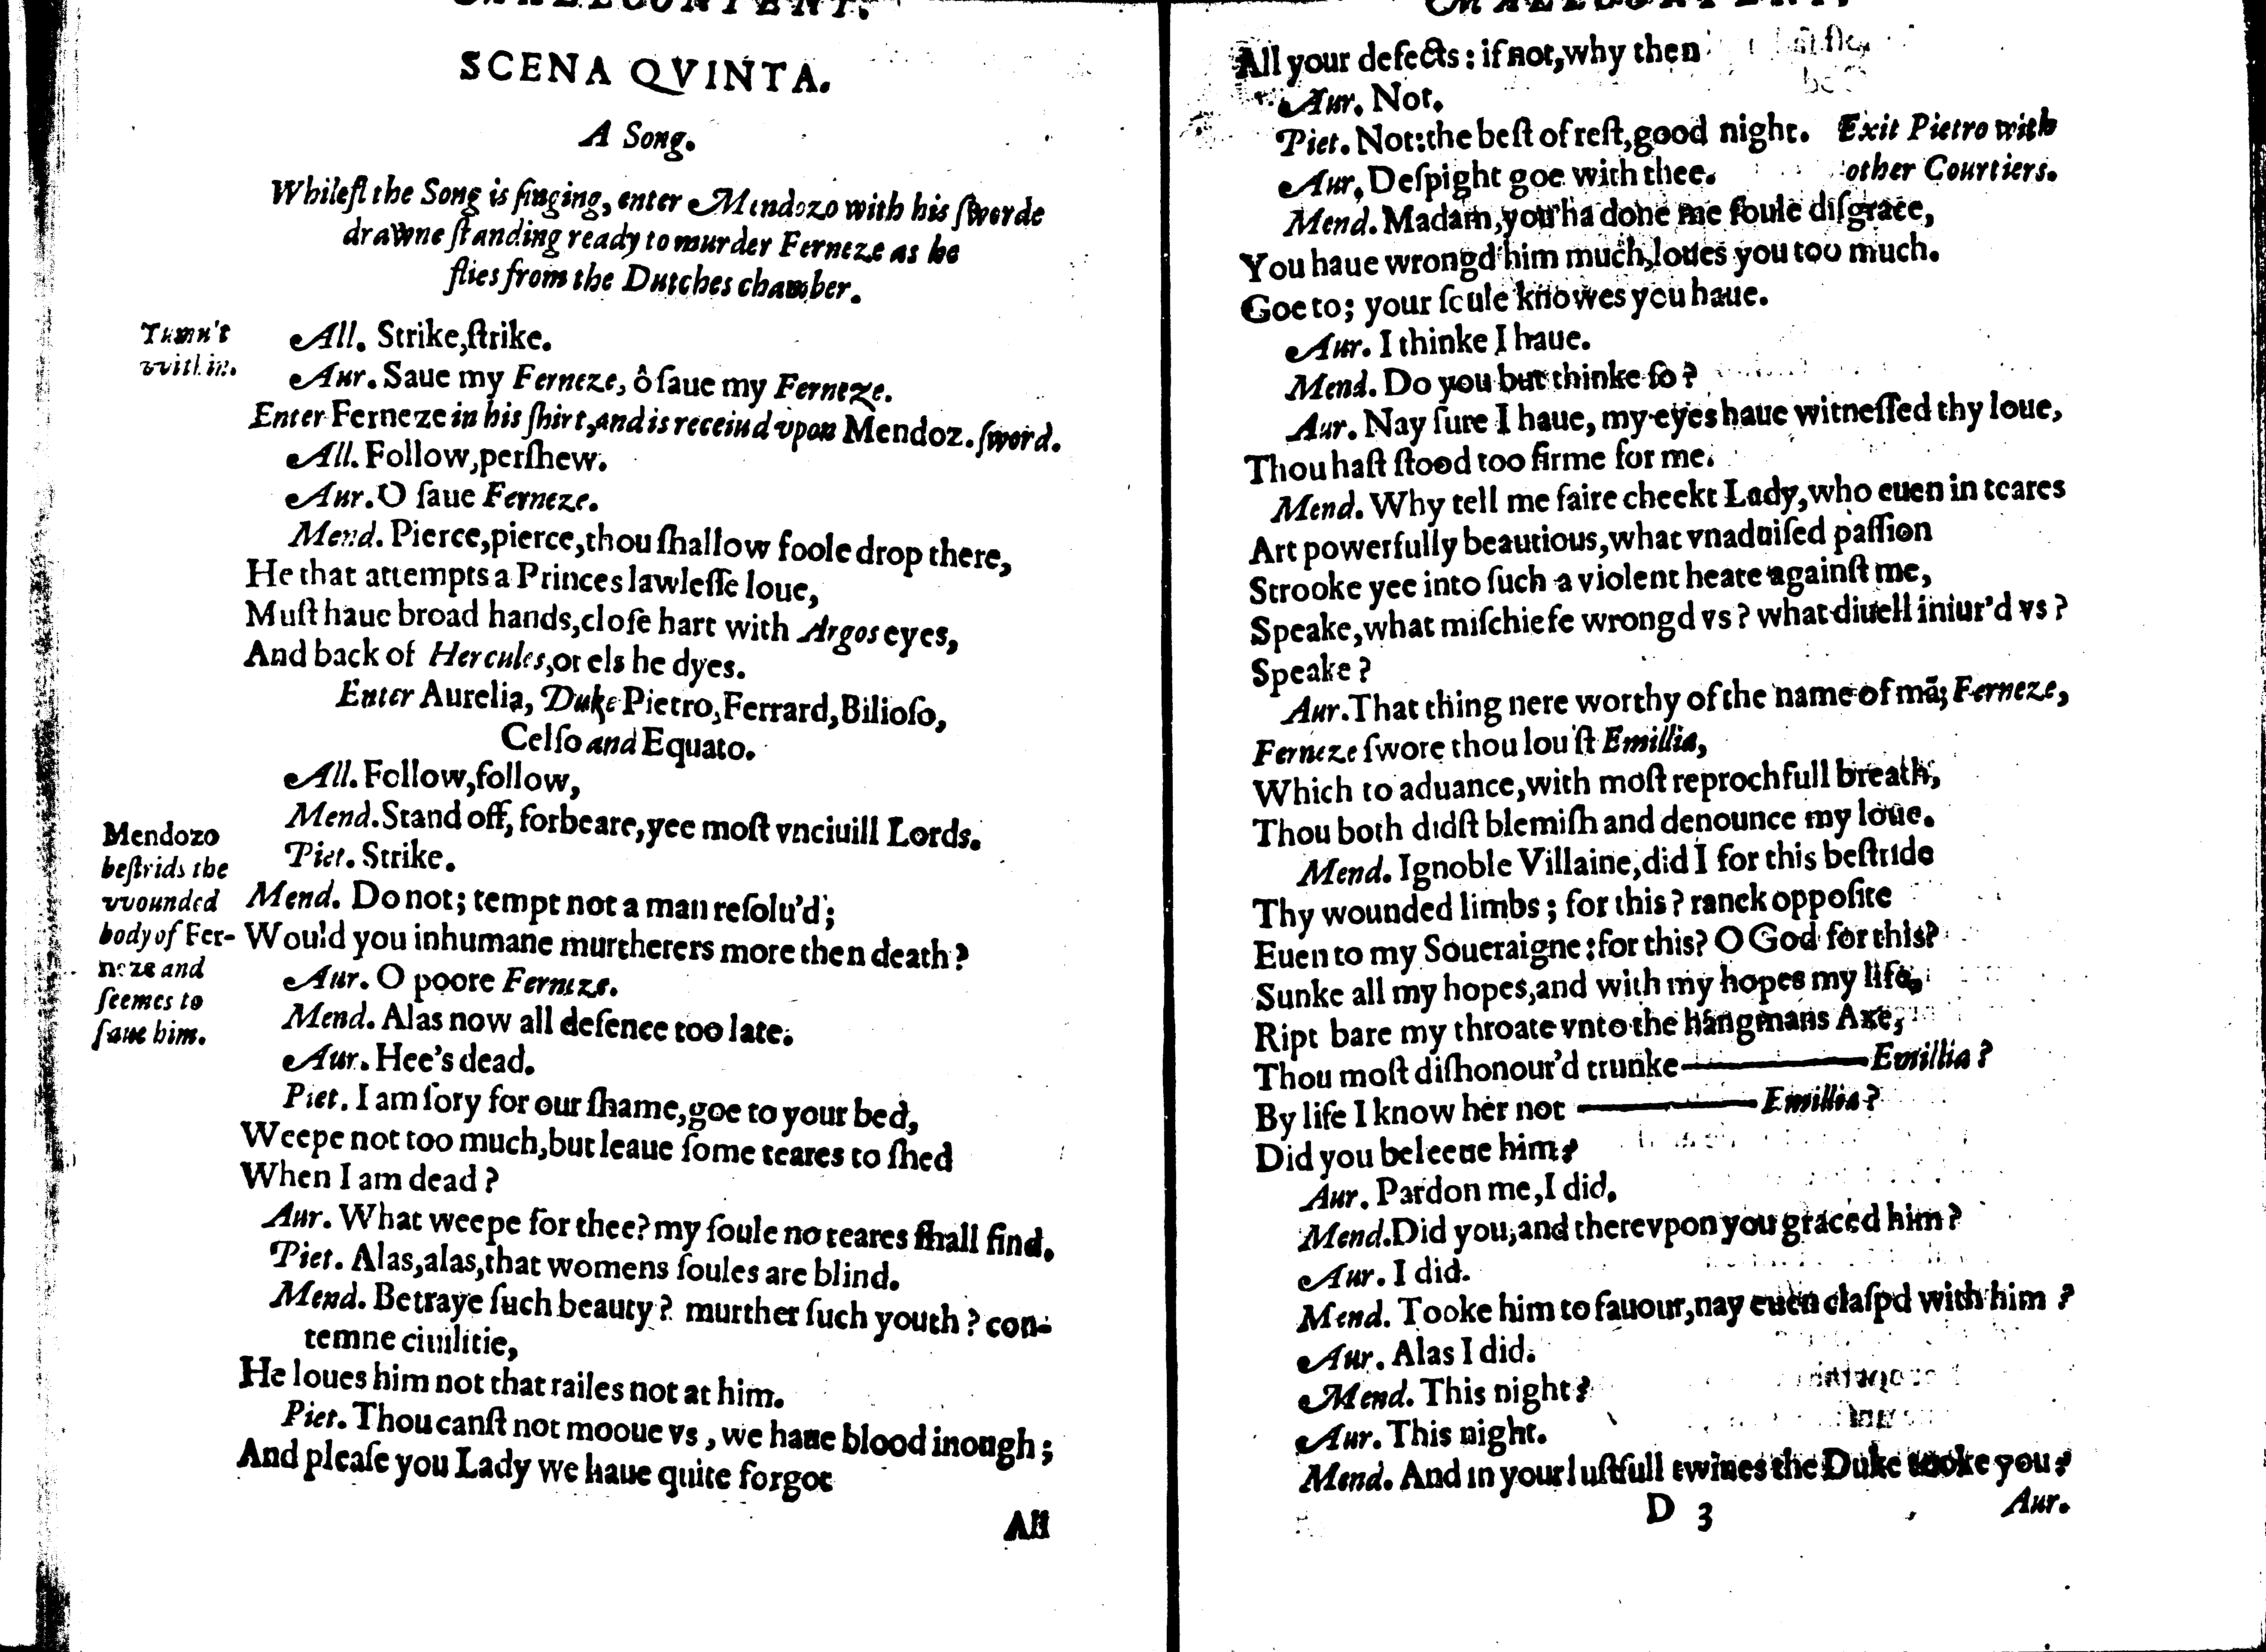 SCENA QVINTA.
A Song.
Whileſt the Song is ſinging, enter Mendozo with his ſworde
drawne ſtanding ready to murder Ferneze as he
flies from the Dutches chamber.
Tumu't
vvithin.
All. Strike,ſtrike.
Aur. Saue my Ferneze, ô ſaue my Ferneze.
Enter Ferneze in his ſhirt,and is receiud vpon Mendoz. ſword.
All. Follow,perſhew.
Aur. O ſaue Ferneze.
Mend. Pierce,pierce,thou ſhallow foole drop there,
He that attempts a Princes lawleſſe loue,
Muſt haue broad hands,cloſe hart with Argos eyes,
And back of Hercules,or els he dyes.
Enter Aurelia, Duke Pietro,Ferrard,Bilioſo,
Celſo and Equato.
All. Follow,follow,
Mend. Stand off, forbeare,yee moſt vnciuill Lords.
Piet. Strike.
Mendozo
beſtrids the
vvounded
body of Fer-
neze and
ſeemes to
ſaue him.
Mend. Do not; tempt not a man reſolu'd;
Would you inhumane murtherers more then death?
Aur. O poore Ferneze.
Mend. Alas now all defence too late.
Aur. Hee's dead.
Piet. I am ſory for our ſhame,goe to your bed,
Weepe not too much,but leaue ſome teares to ſhed
When I am dead?
Aur. What weepe for thee? my ſoule no teares ſhall find.
Piet. Alas,alas,that womens ſoules are blind.
Mend. Betraye ſuch beauty? murther ſuch youth? con-
temne ciuilitie,
He loues him not that railes not at him.
Piet. Thou canſt not mooue vs, we haue blood inough;
And pleaſe you Lady we haue quite forgot
All
All your defects: if not,why then
Aur. Not.
Piet. Not:the beſt of reſt,good night. Exit Pietro with
Aur. Deſpight goe with thee. other Courtiers.
Mend. Madam,you ha done me foule diſgrace,
You haue wrongd him much,loues you too much.
Goe to; your ſoule knowes you haue.
Aur. I thinke I haue.
Mend. Do you but thinke ſo?
Aur. Nay ſure I haue, my eyes haue witneſſed thy loue,
Thou haſt ſtood too firme for me.
Mend. Why tell me faire cheekt Lady,who euen in teares
Art powerfully beautious,what vnaduiſed paſſion
Strooke yee into ſuch a violent heate againſt me,
Speake,what miſchiefe wrongd vs? what diuell iniur'd vs?
Speake?
Aur. That thing nere worthy of the name of mã; Ferneze,
Ferneze ſwore thou lou'ſt Emillia,
Which to aduance,with moſt reprochfull breath,
Thou both didſt blemiſh and denounce my loue.
Mend. Ignoble Villaine,did I for this beſtride
Thy wounded limbs; for this? ranck oppoſite
Euen to my Soueraigne:for this? O God for this?
Sunke all my hopes,and with my hopes my life,
Ript bare my throate vnto the hangmans Axe,
Thou moſt diſhonour'd trunke———Emillia?
By life I know her not ———Emillia?
Did you beleeue him?
Aur. Pardon me,I did.
Mend. Did you,and therevpon you graced him?
Aur. I did.
Mend. Tooke him to fauour,nay euen claſpd with him?
Aur. Alas I did.
Mend. This night?
Aur. This night.
Mend. And in your luſtfull twines the Duke tooke you?
D 3
Aur.